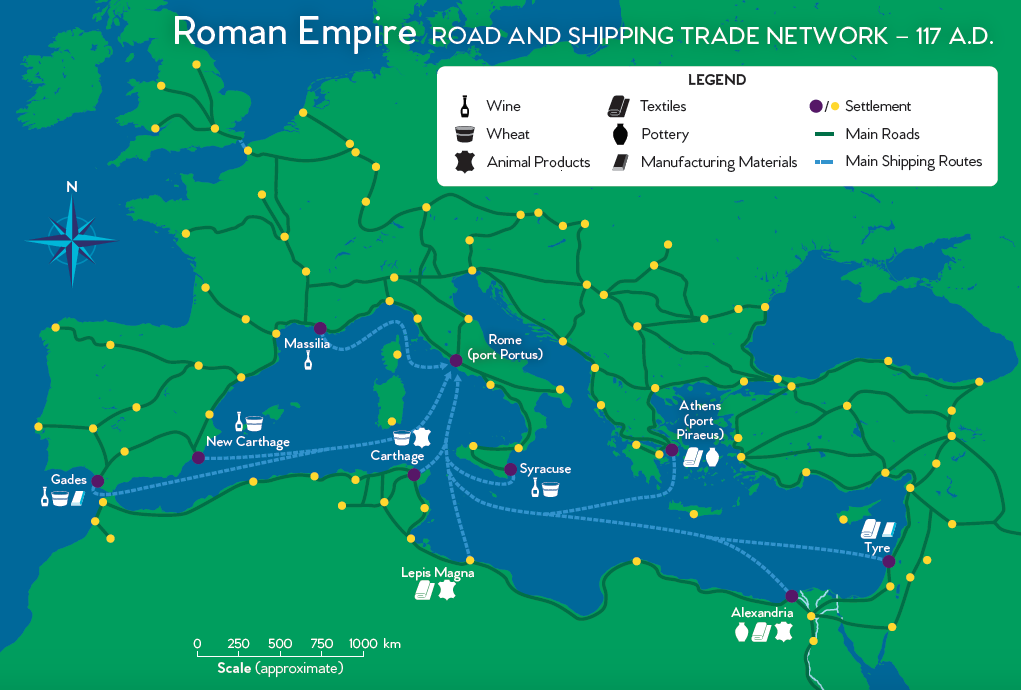 Roman Empire ROAD AND SHIPPING TRADE NETWORK – 117 A.D.
LEGEND
Wine
Textiles
/ Settlement
Wheat
Pottery
Main Roads
Animal Products
Manufacturing Materials
Main Shipping Routes
N
Massilia
Rome
(port Portus)
Athens
(port
Piraeus)
New Carthage
Carthage
Syracuse
Gades
Tyre
Lepis Magna
Alexandria
0 250 500 750 1000 km
Scale (approximate)